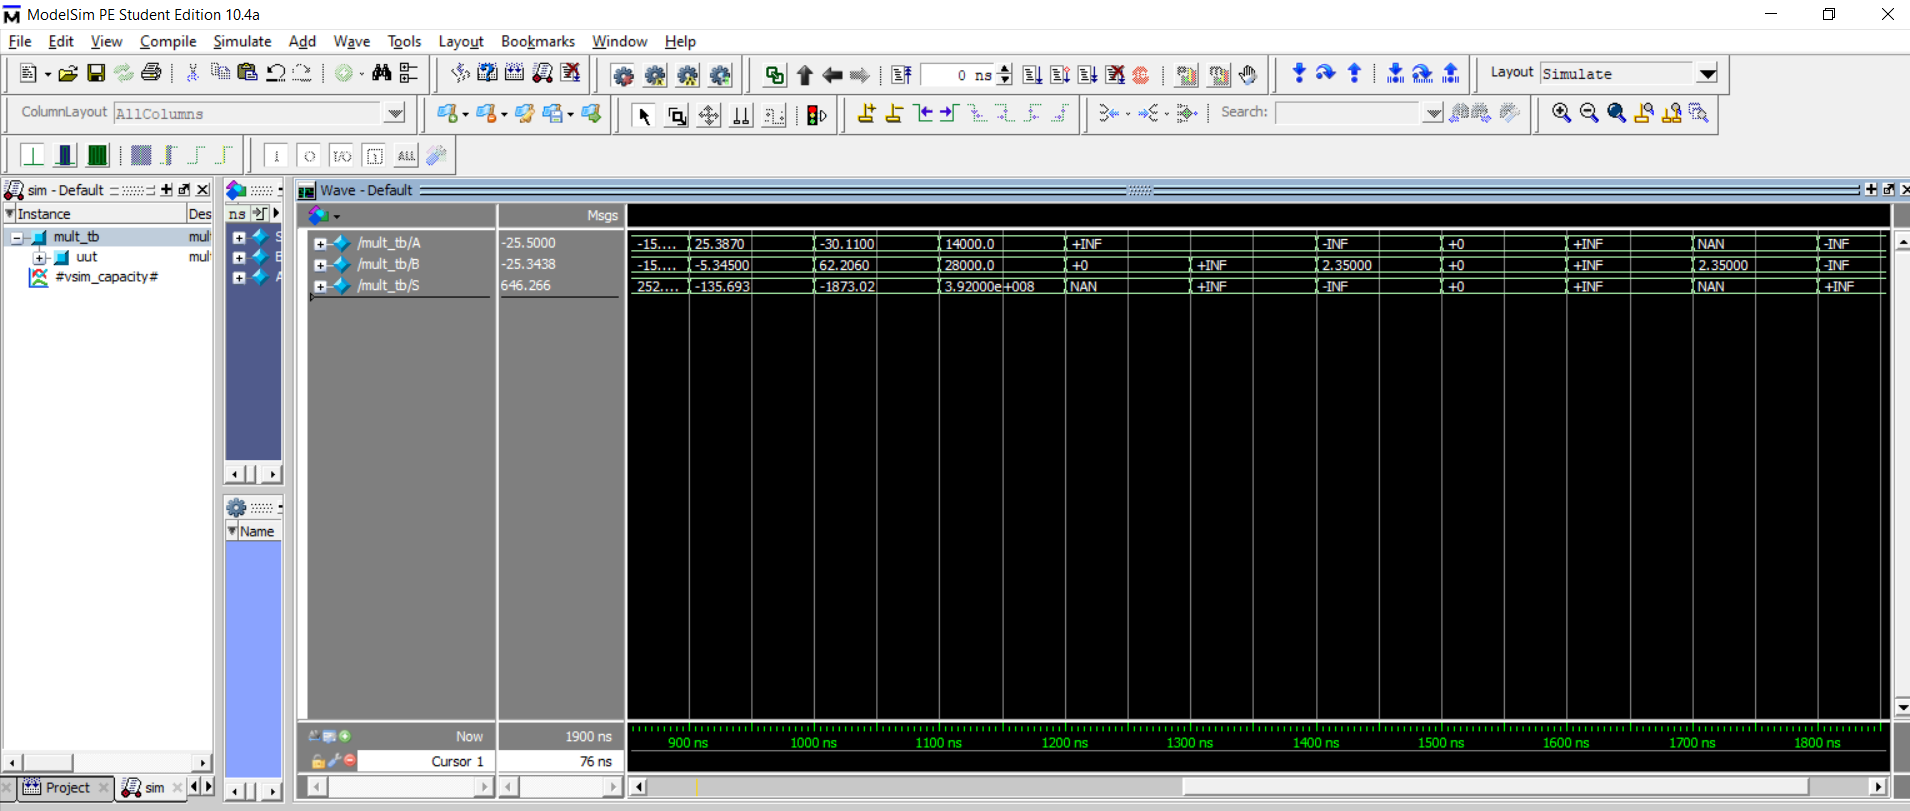 ModelSim PE Student Edition 10.4a
File Edit View Compile Simulate Add Wave Tools Layout Bookmarks Window Help
0 ns
Layout Simulate
ColumnLayout AllColumns
Search:
ALL
sim - Default
Wave - Default
Instance Des
ns
Msgs
mult_tb mul
uut mul
#vsim_capacity#
/mult_tb/A -25.5000 -15.... 25.3870 -30.1100 14000.0 +INF -INF +0 +INF NAN -INF
/mult_tb/B -25.3438 -15.... -5.34500 62.2060 28000.0 +0 +INF 2.35000 +0 +INF 2.35000 -INF
/mult_tb/S 646.266 252.... -135.693 -1873.02 3.92000e+008 NAN +INF -INF +0 +INF NAN +INF
Name
Now 1900 ns
900 ns 1000 ns 1100 ns 1200 ns 1300 ns 1400 ns 1500 ns 1600 ns 1700 ns 1800 ns
Cursor 1 76 ns
Project sim